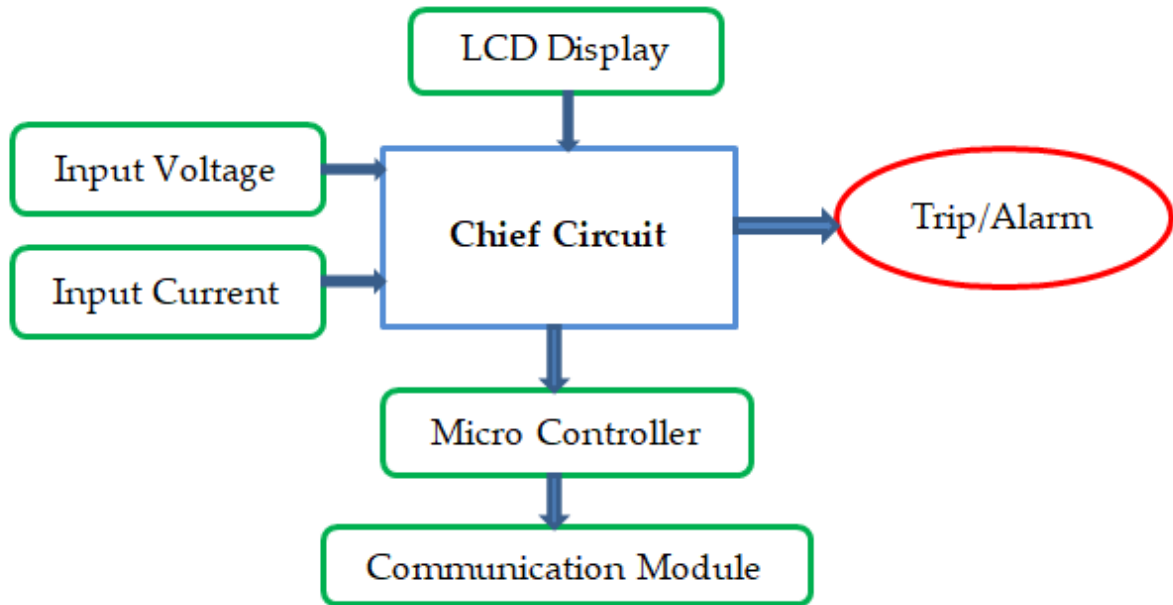 LCD Display
Input Voltage
Chief Circuit
Trip/Alarm
Input Current
Micro Controller
Communication Module